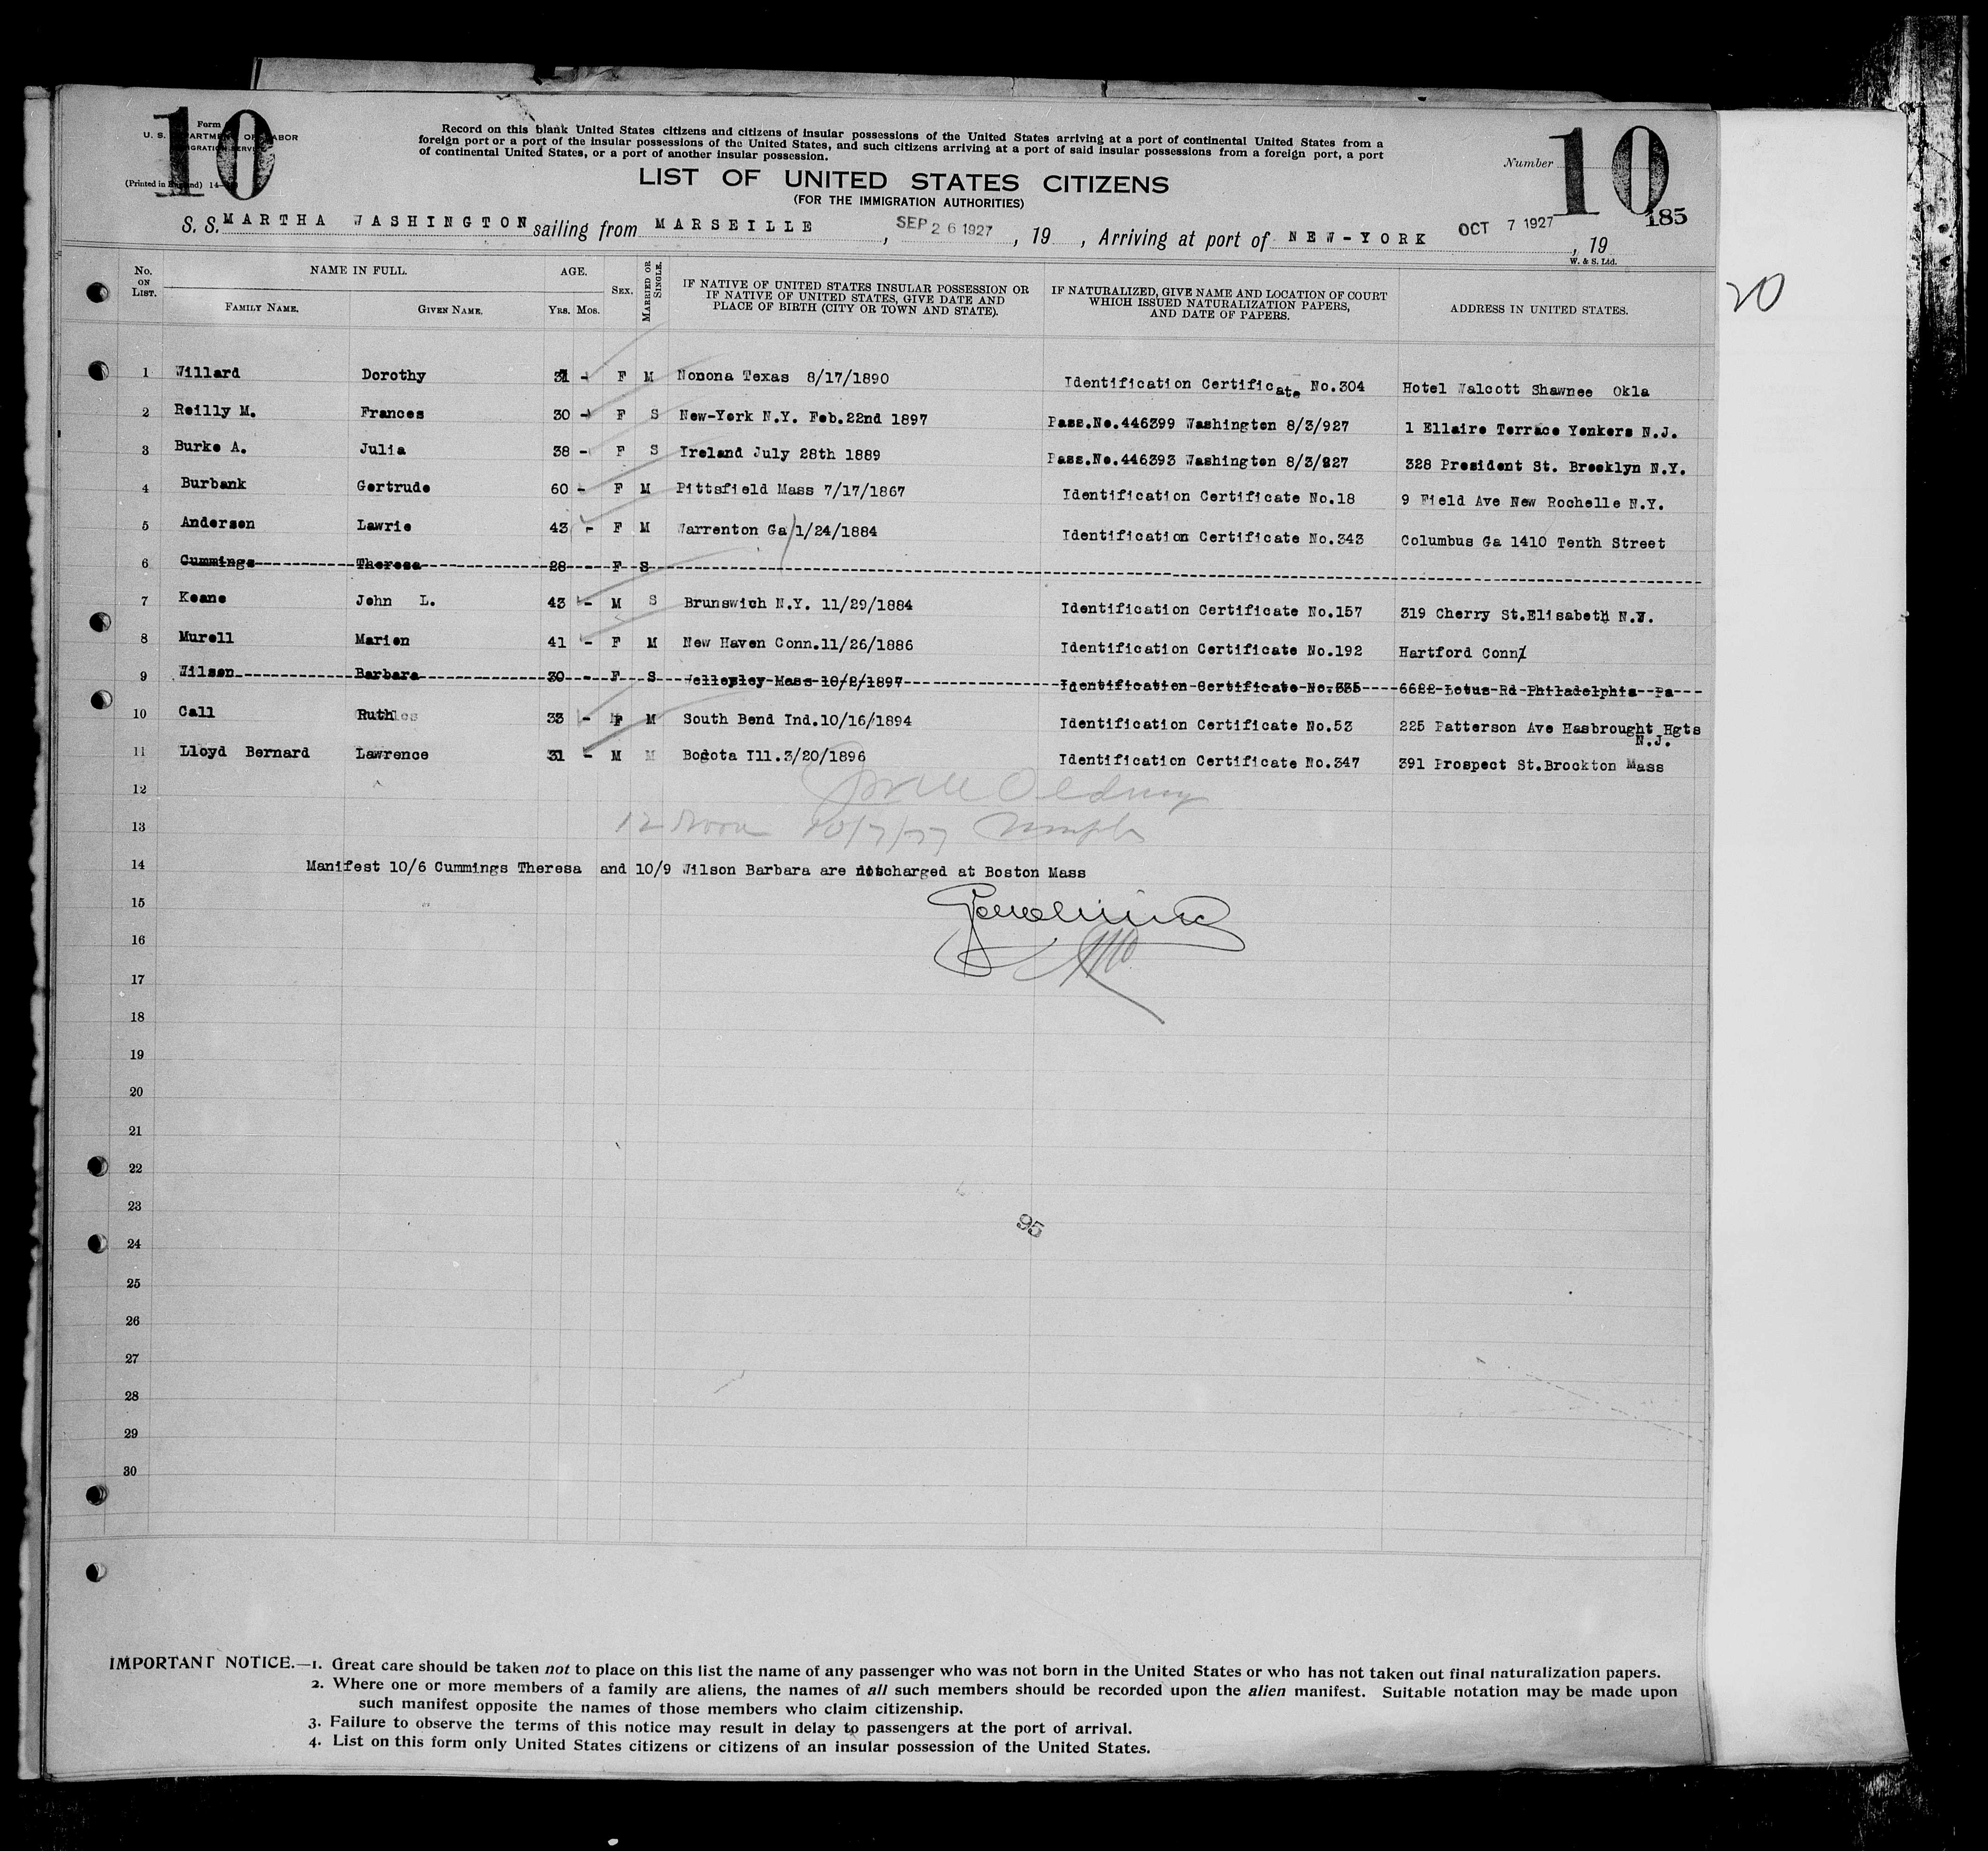 10
Form
U. S. DEPARTMENT OF LABOR
IMMIGRATION SERVICE
(Printed in England) 14
Record on this blank United States citizens and citizens of insular possessions of the United States arriving at a port of continental United States from a
foreign port or a port of the insular possessions of the United States, and such citizens arriving at a port of said insular possessions from a foreign port, a port
of continental United States, or a port of another insular possession.
Number 10
185
LIST OF UNITED STATES CITIZENS
(FOR THE IMMIGRATION AUTHORITIES)
S. S. MARTHA WASHINGTON sailing from MARSEILLE, SEP 26 1927, 19 , Arriving at port of NEW-YORK OCT 7 1927, 19
W. & S. Ltd.
20
No. ON LIST. NAME IN FULL. AGE. SEX. MARRIED OR SINGLE. IF NATIVE OF UNITED STATES INSULAR POSSESSION OR IF NATIVE OF UNITED STATES, GIVE DATE AND PLACE OF BIRTH (CITY OR TOWN AND STATE). IF NATURALIZED, GIVE NAME AND LOCATION OF COURT WHICH ISSUED NATURALIZATION PAPERS, AND DATE OF PAPERS. ADDRESS IN UNITED STATES.
FAMILY NAME. GIVEN NAME. YRS. MOS.
1 Willard Dorothy - F M Nonona Texas 8/17/1890 Identification Certificate No.304 Hotel Walcott Shawnee Okla
2 Reilly M. Frances 30 - F S New-York N.Y. Feb.22nd 1897 Pass.No.446399 Washington 8/3/927 1 Ellaire Terrace Yonkers N.J.
3 Burke A. Julia 38 - F S Ireland July 28th 1889 Pass.No.446393 Washington 8/3/927 328 President St. Brooklyn N.Y.
4 Burbank Gertrude 60 - F M Pittsfield Mass 7/17/1867 Identification Certificate No.18 9 Field Ave New Rochelle N.Y.
5 Anderson Lawrie 43 - F M Warrenton Ga 1/24/1884 Identification Certificate No.343 Columbus Ga 1410 Tenth Street
6 Cummings Theresa 28 - F S
7 Keane John L. 43 - M S Brunswich N.Y. 11/29/1884 Identification Certificate No.157 319 Cherry St.Elisabeth
8 Murell Marion 41 - F M New Haven Conn.11/26/1886 Identification Certificate No.192 Hartford Conn
9 Wilson Barbara 30 - F S Wellesley Mass 10/2/1897 Identification Certificate No.335 6622 Lotus Rd Philadelphia Pa
10 Call Ruth 33 - F M South Bend Ind.10/16/1894 Identification Certificate No.53 225 Patterson Ave Hasbrought Hgts
N.J.
11 Lloyd Bernard Lawrence 31 - M M Bogota Ill.3/20/1896 Identification Certificate No.347 391 Prospect St.Brockton Mass
12
13 12 Noon 10/7/27
14 Manifest 10/6 Cummings Theresa and 10/9 Wilson Barbara are discharged at Boston Mass
15
16
17
18
19
20
21
22
23
95
24
25
26
27
28
29
30
IMPORTANT NOTICE.—1. Great care should be taken not to place on this list the name of any passenger who was not born in the United States or who has not taken out final naturalization papers.
2. Where one or more members of a family are aliens, the names of all such members should be recorded upon the alien manifest. Suitable notation may be made upon
such manifest opposite the names of those members who claim citizenship.
3. Failure to observe the terms of this notice may result in delay to passengers at the port of arrival.
4. List on this form only United States citizens or citizens of an insular possession of the United States.